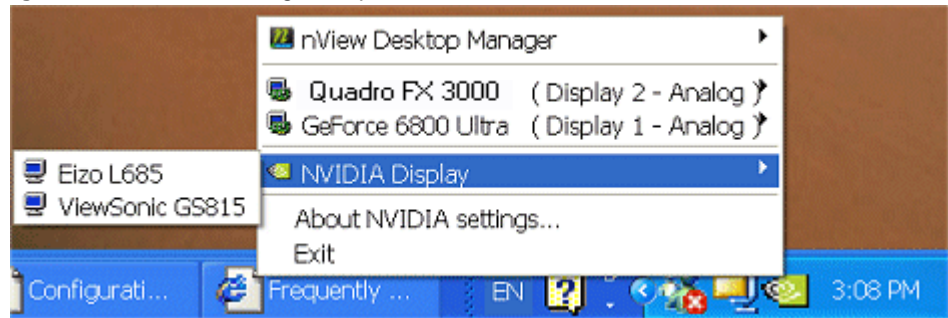 nView Desktop Manager
Quadro FX 3000 ( Display 2 - Analog )
GeForce 6800 Ultra ( Display 1 - Analog )
NVIDIA Display
Eizo L685
ViewSonic GS815
About NVIDIA settings...
Exit
Configurati...
Frequently ...
EN
3:08 PM